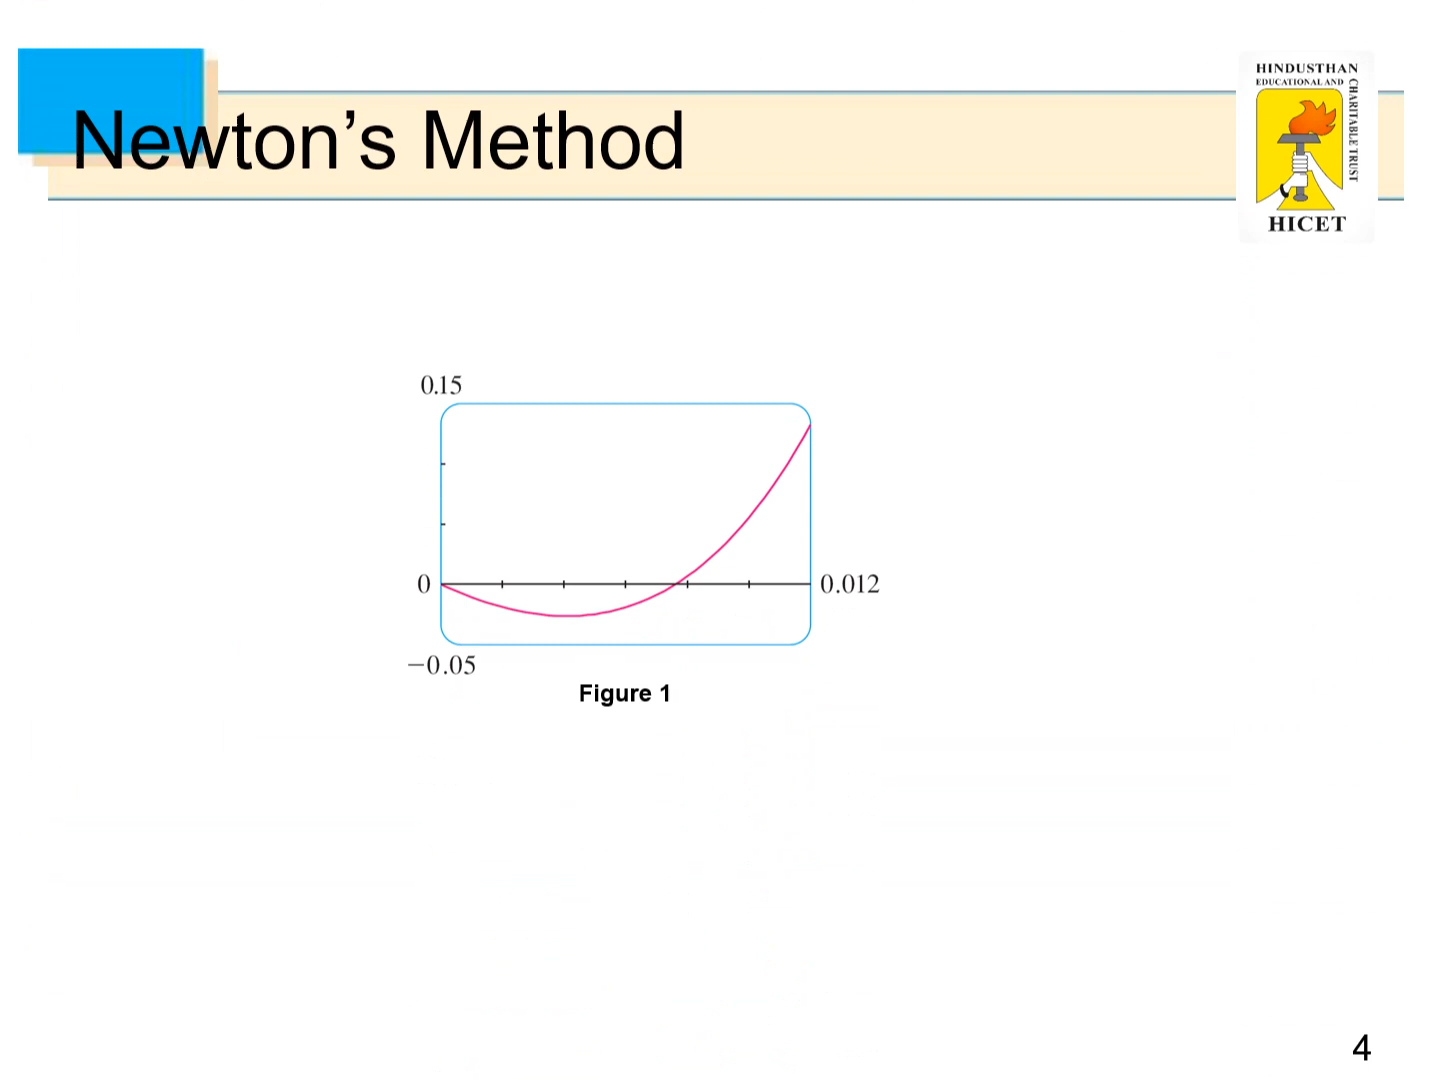 Newton’s Method
HINDUSTHAN
EDUCATIONAL AND
CHARITABLE TRUST
HICET
0.15
0
0.012
−0.05
Figure 1
4